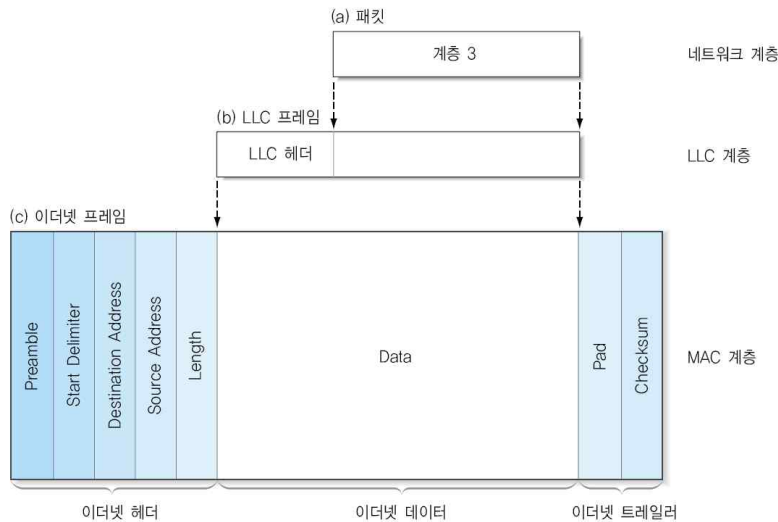 (a) 패킷
계층 3
네트워크 계층
(b) LLC 프레임
LLC 헤더
LLC 계층
(c) 이더넷 프레임
Preamble
Start Delimiter
Destination Address
Source Address
Length
Data
Pad
Checksum
MAC 계층
이더넷 헤더
이더넷 데이터
이더넷 트레일러